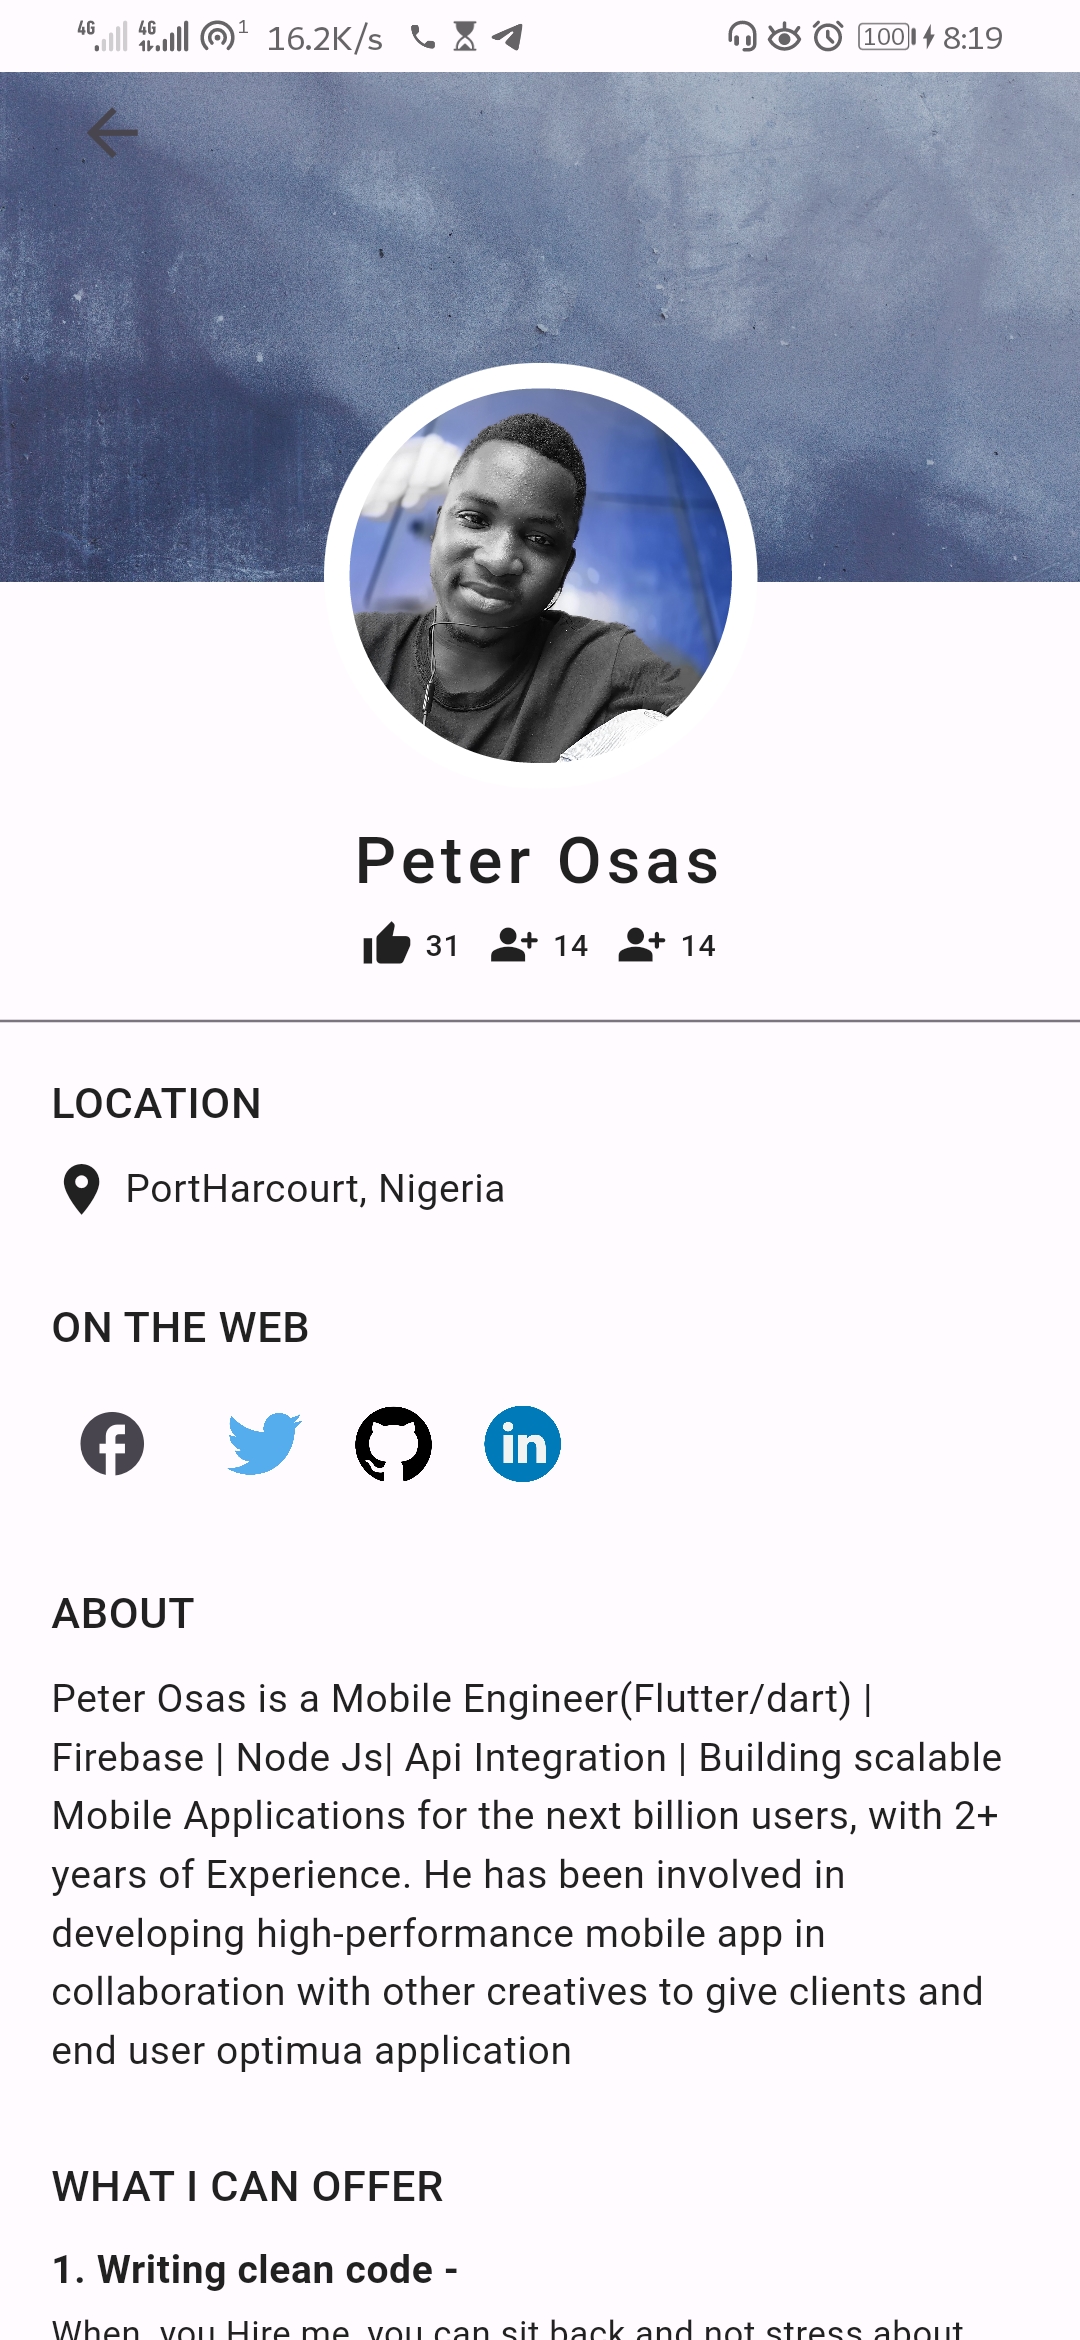 4G 4G 1 16.2K/s 100 8:19
Peter Osas
31 14 14
LOCATION
PortHarcourt, Nigeria
ON THE WEB
in
ABOUT
Peter Osas is a Mobile Engineer(Flutter/dart) |
Firebase | Node Js| Api Integration | Building scalable
Mobile Applications for the next billion users, with 2+
years of Experience. He has been involved in
developing high-performance mobile app in
collaboration with other creatives to give clients and
end user optimua application
WHAT I CAN OFFER
1. Writing clean code -
When, you Hire me, you can sit back and not stress about